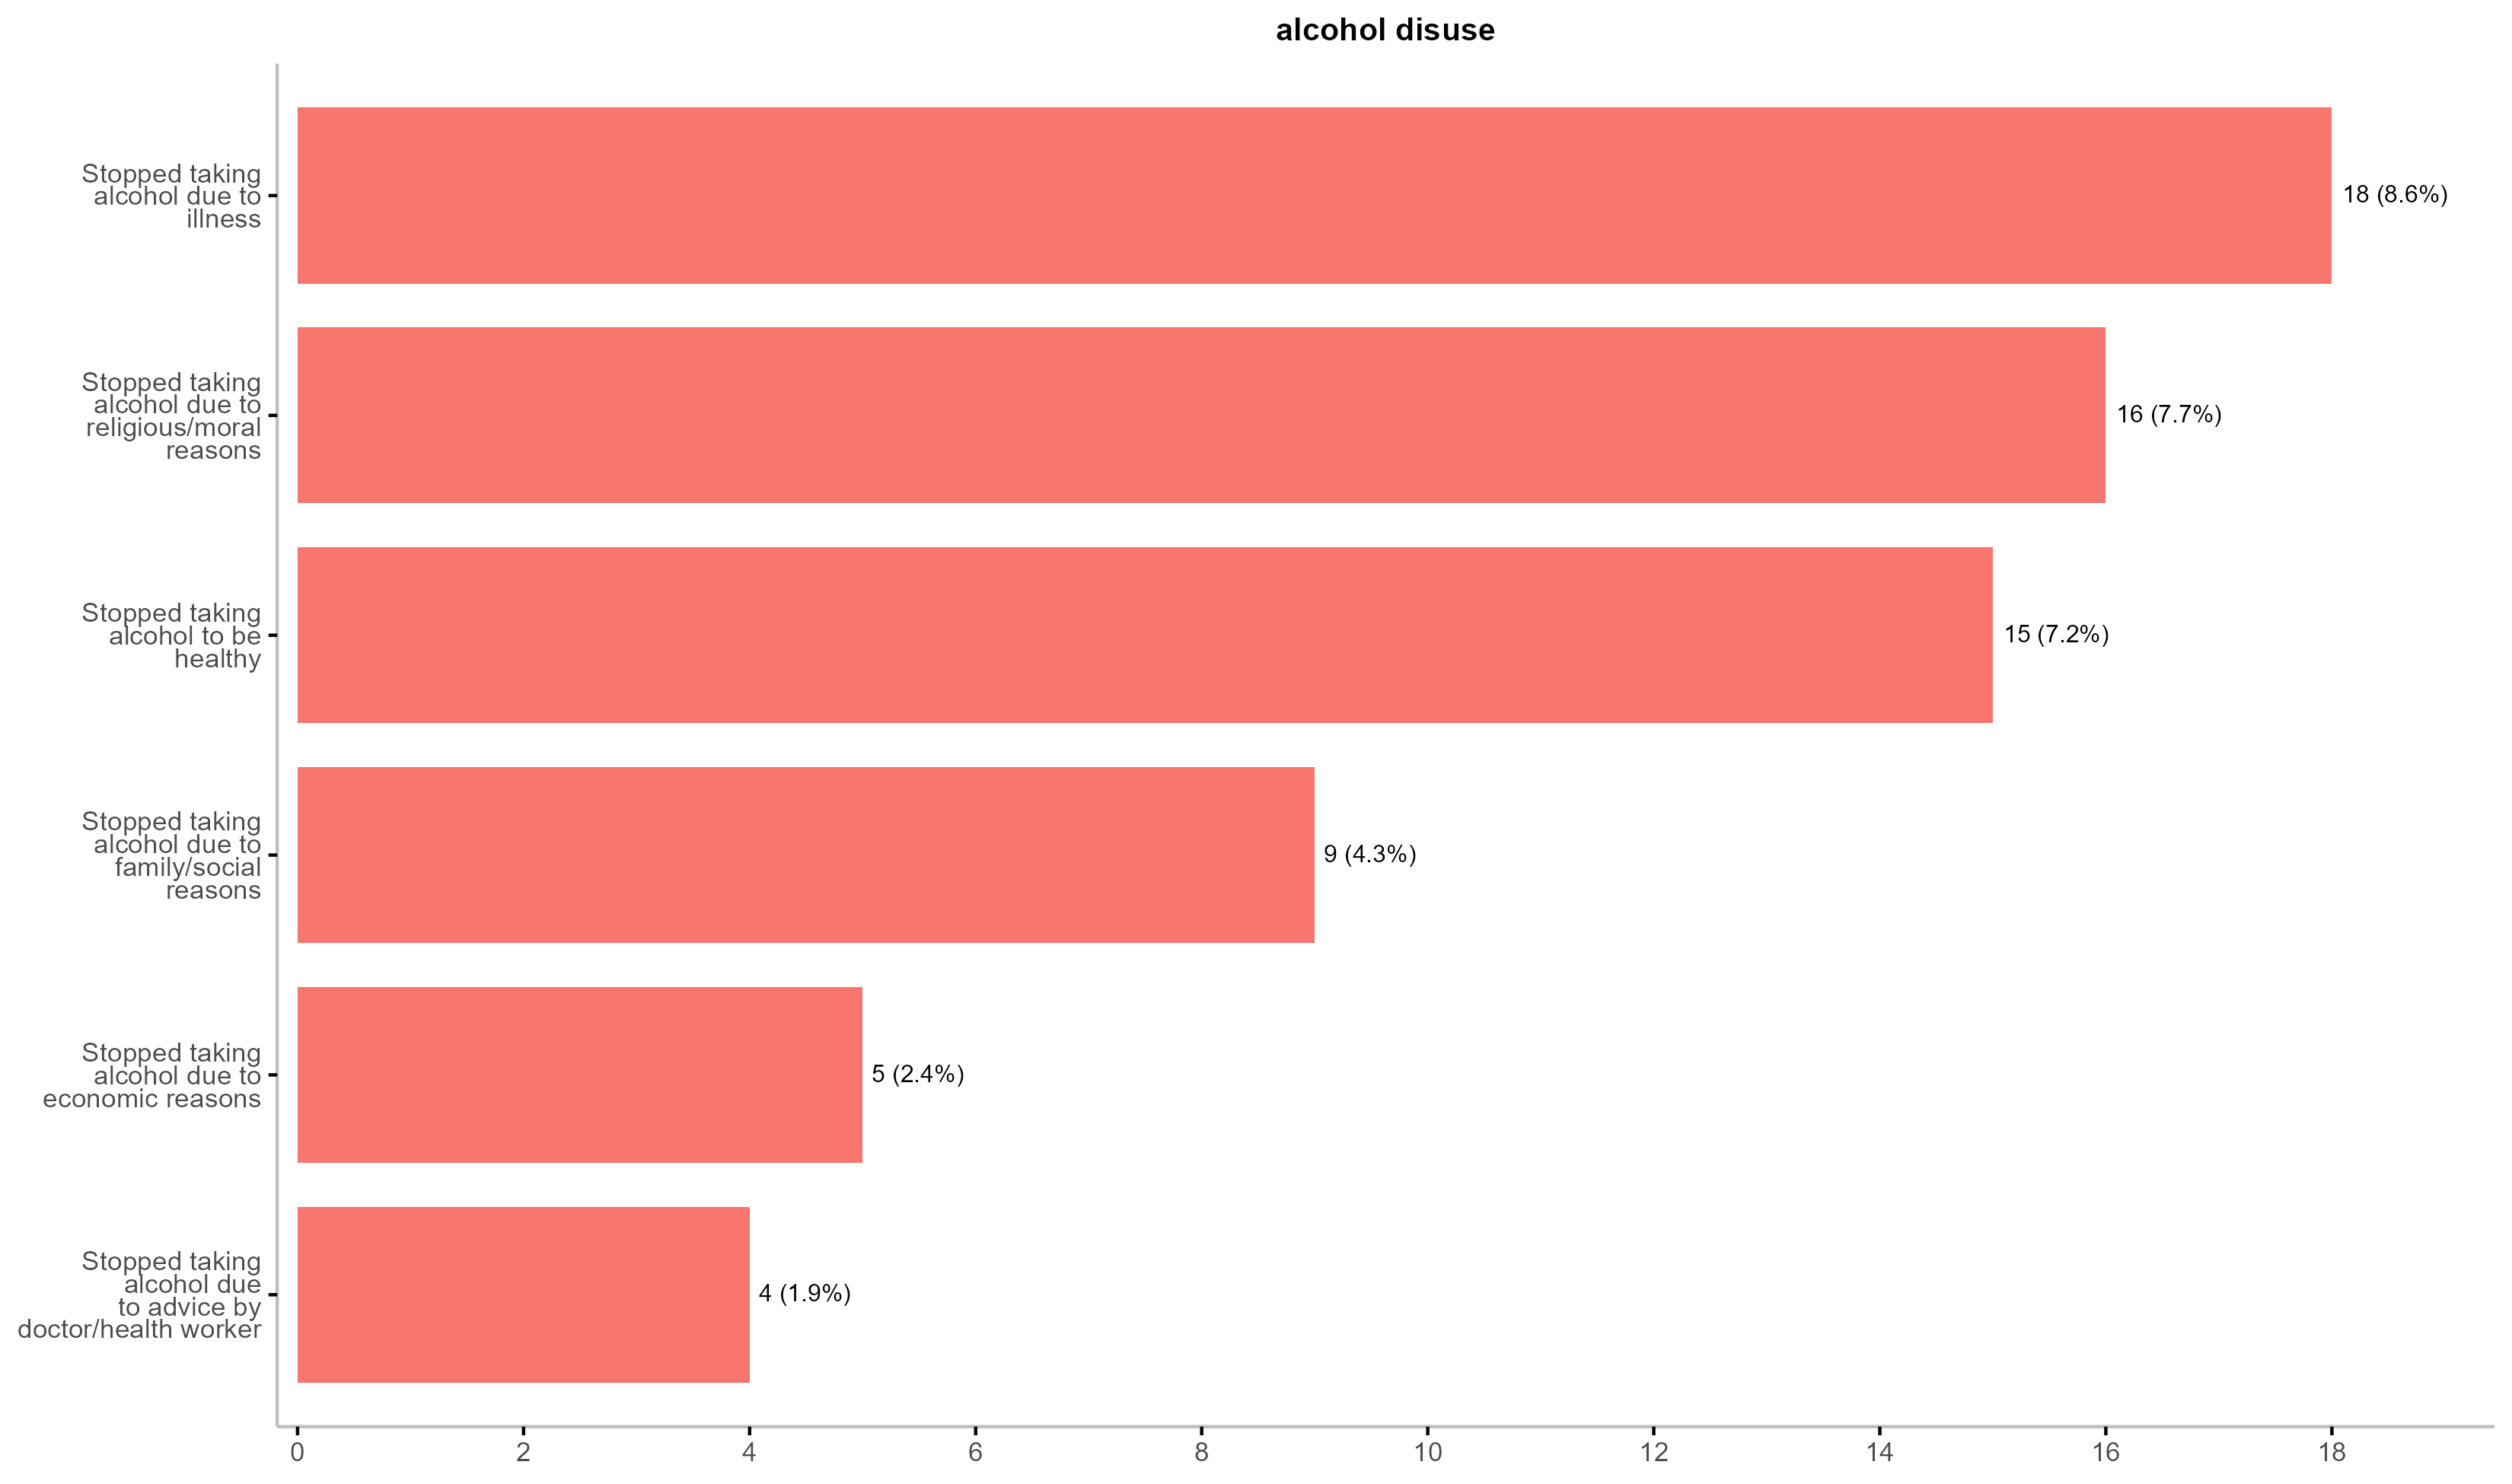 alcohol disuse
Stopped taking
alcohol due to
illness
18 (8.6%)
Stopped taking
alcohol due to
religious/moral
reasons
16 (7.7%)
Stopped taking
alcohol to be
healthy
15 (7.2%)
Stopped taking
alcohol due to
family/social
reasons
9 (4.3%)
Stopped taking
alcohol due to
economic reasons
5 (2.4%)
Stopped taking
alcohol due
to advice by
doctor/health worker
4 (1.9%)
0 2 4 6 8 10 12 14 16 18